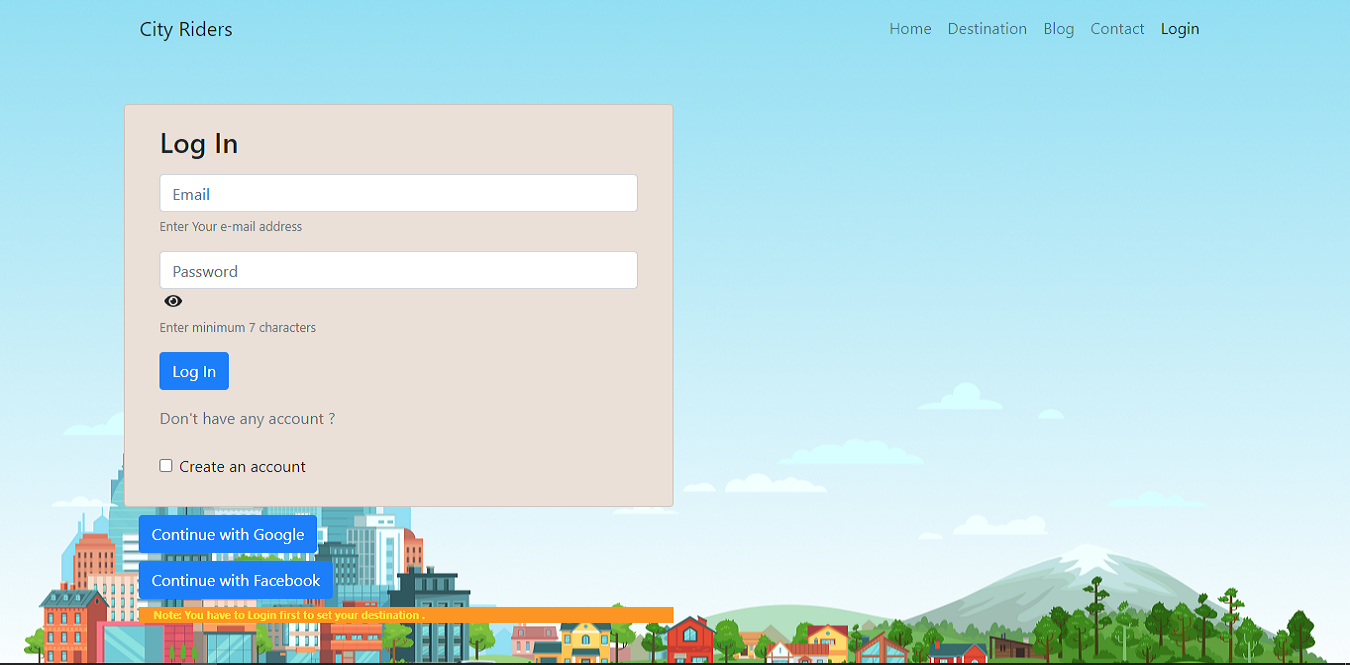 City Riders
Home Destination Blog Contact Login
Log In
Email
Enter Your e-mail address
Password
Enter minimum 7 characters
Log In
Don't have any account ?
Create an account
Continue with Google
Continue with Facebook
Note: You have to Login first to set your destination .